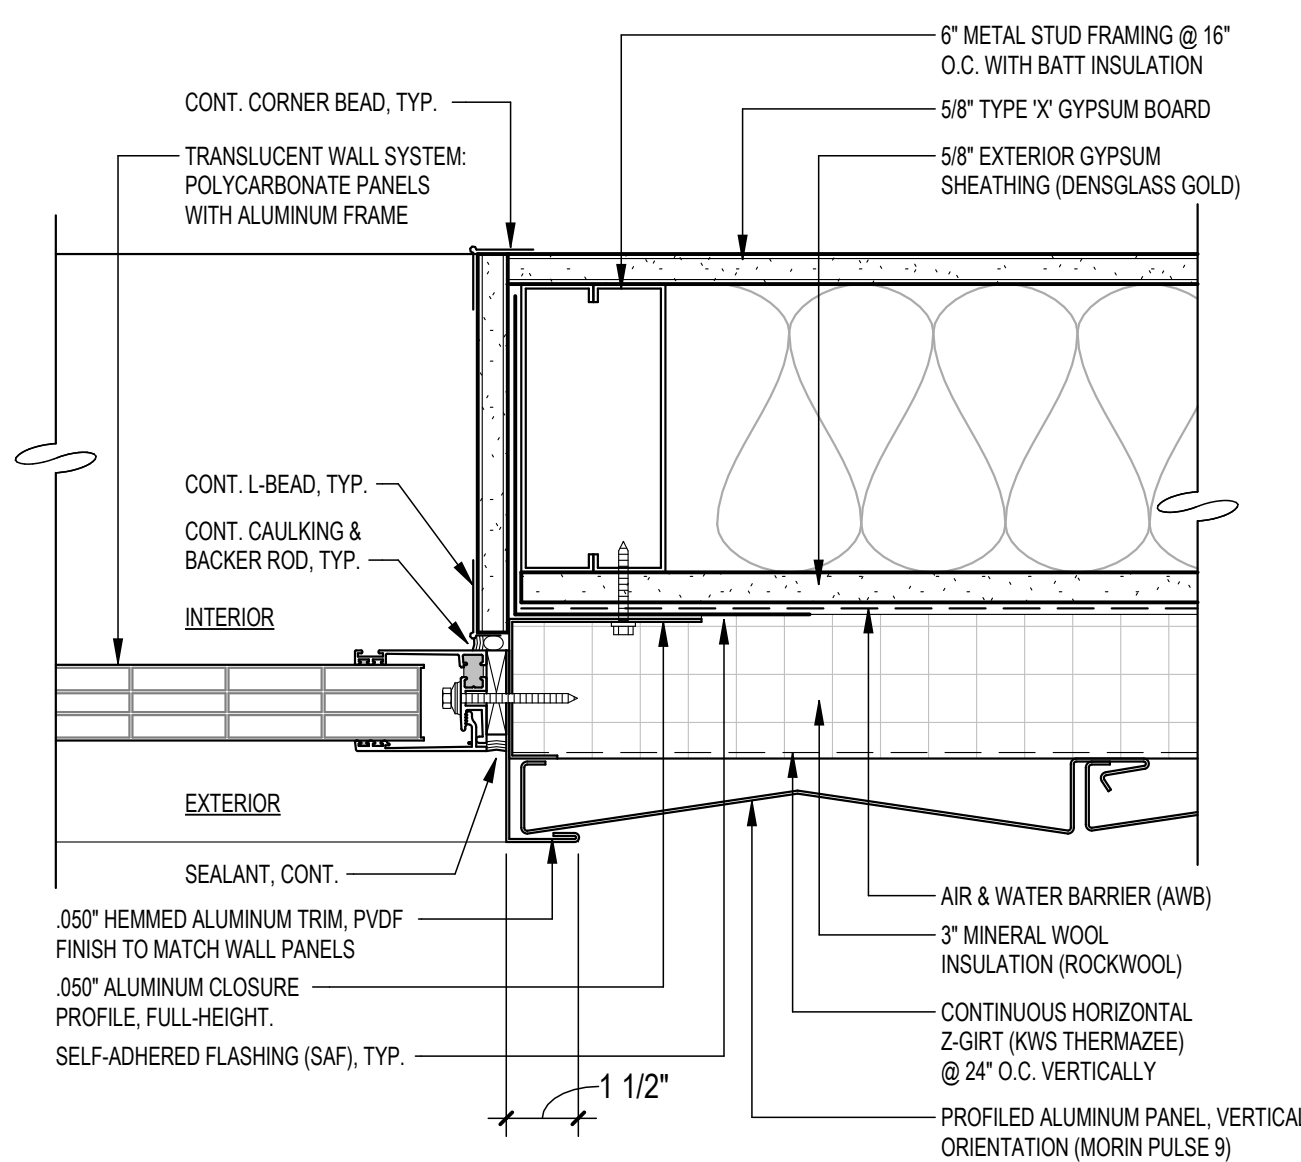 6" METAL STUD FRAMING @ 16"
O.C. WITH BATT INSULATION
CONT. CORNER BEAD, TYP.
5/8" TYPE 'X' GYPSUM BOARD
TRANSLUCENT WALL SYSTEM:
POLYCARBONATE PANELS
WITH ALUMINUM FRAME
5/8" EXTERIOR GYPSUM
SHEATHING (DENSGLASS GOLD)
CONT. L-BEAD, TYP.
CONT. CAULKING &
BACKER ROD, TYP.
INTERIOR
EXTERIOR
SEALANT, CONT.
.050" HEMMED ALUMINUM TRIM, PVDF
FINISH TO MATCH WALL PANELS
.050" ALUMINUM CLOSURE
PROFILE, FULL-HEIGHT.
SELF-ADHERED FLASHING (SAF), TYP.
1 1/2"
AIR & WATER BARRIER (AWB)
3" MINERAL WOOL
INSULATION (ROCKWOOL)
CONTINUOUS HORIZONTAL
Z-GIRT (KWS THERMAZEE)
@ 24" O.C. VERTICALLY
PROFILED ALUMINUM PANEL, VERTICAL
ORIENTATION (MORIN PULSE 9)